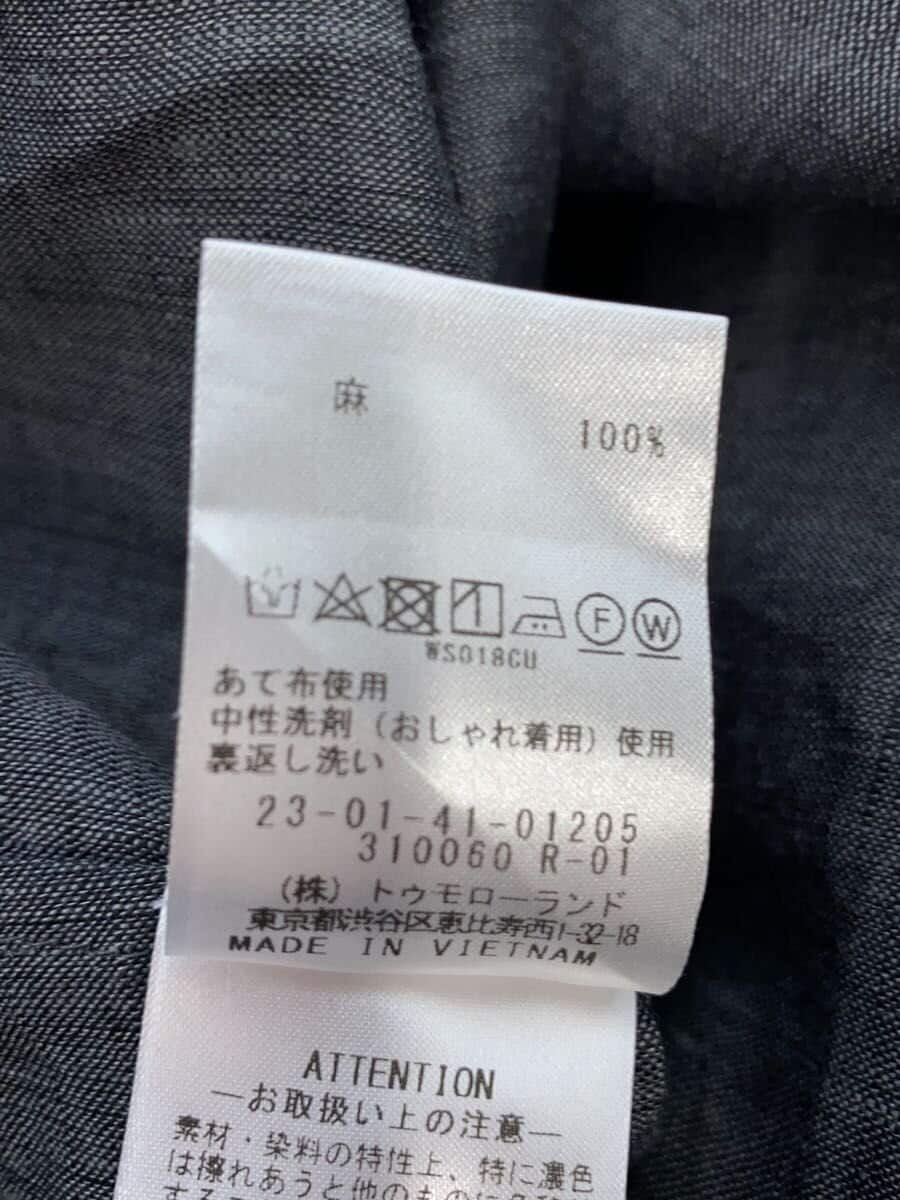 麻
100%
F W
WS018CU
あて布使用
中性洗剤(おしゃれ着用)使用
裏返し洗い
23-01-41-01205
310060 R-01
(株)トゥモローランド
東京都渋谷区恵比寿西1-32-18
MADE IN VIETNAM
ATTENTION
―お取扱い上の注意―
素材・染料の特性上、特に濃色
は擦れあうと他のものに